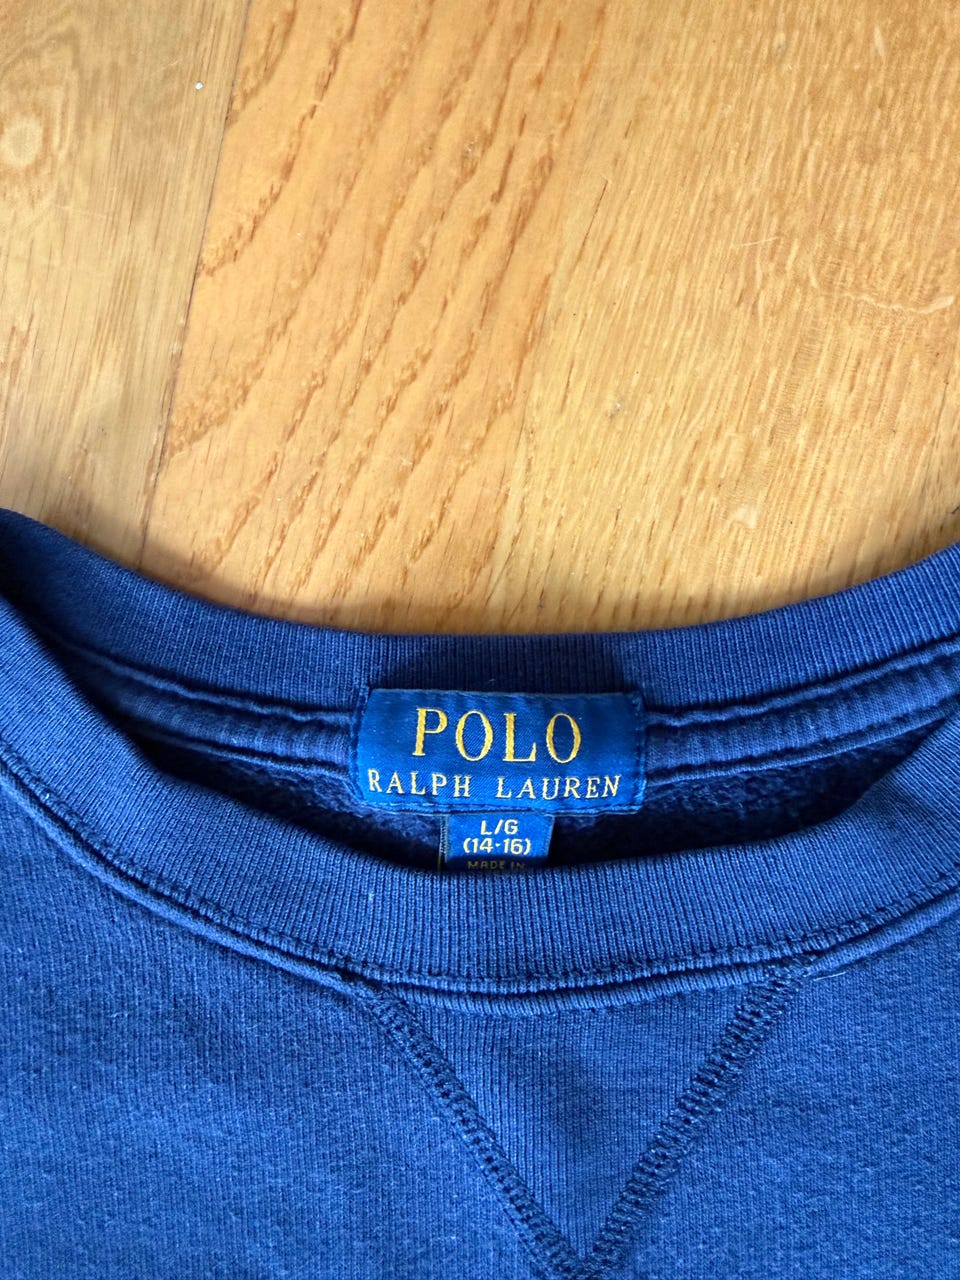 POLO
RALPH LAUREN
L/G
(14-16)
MADE IN